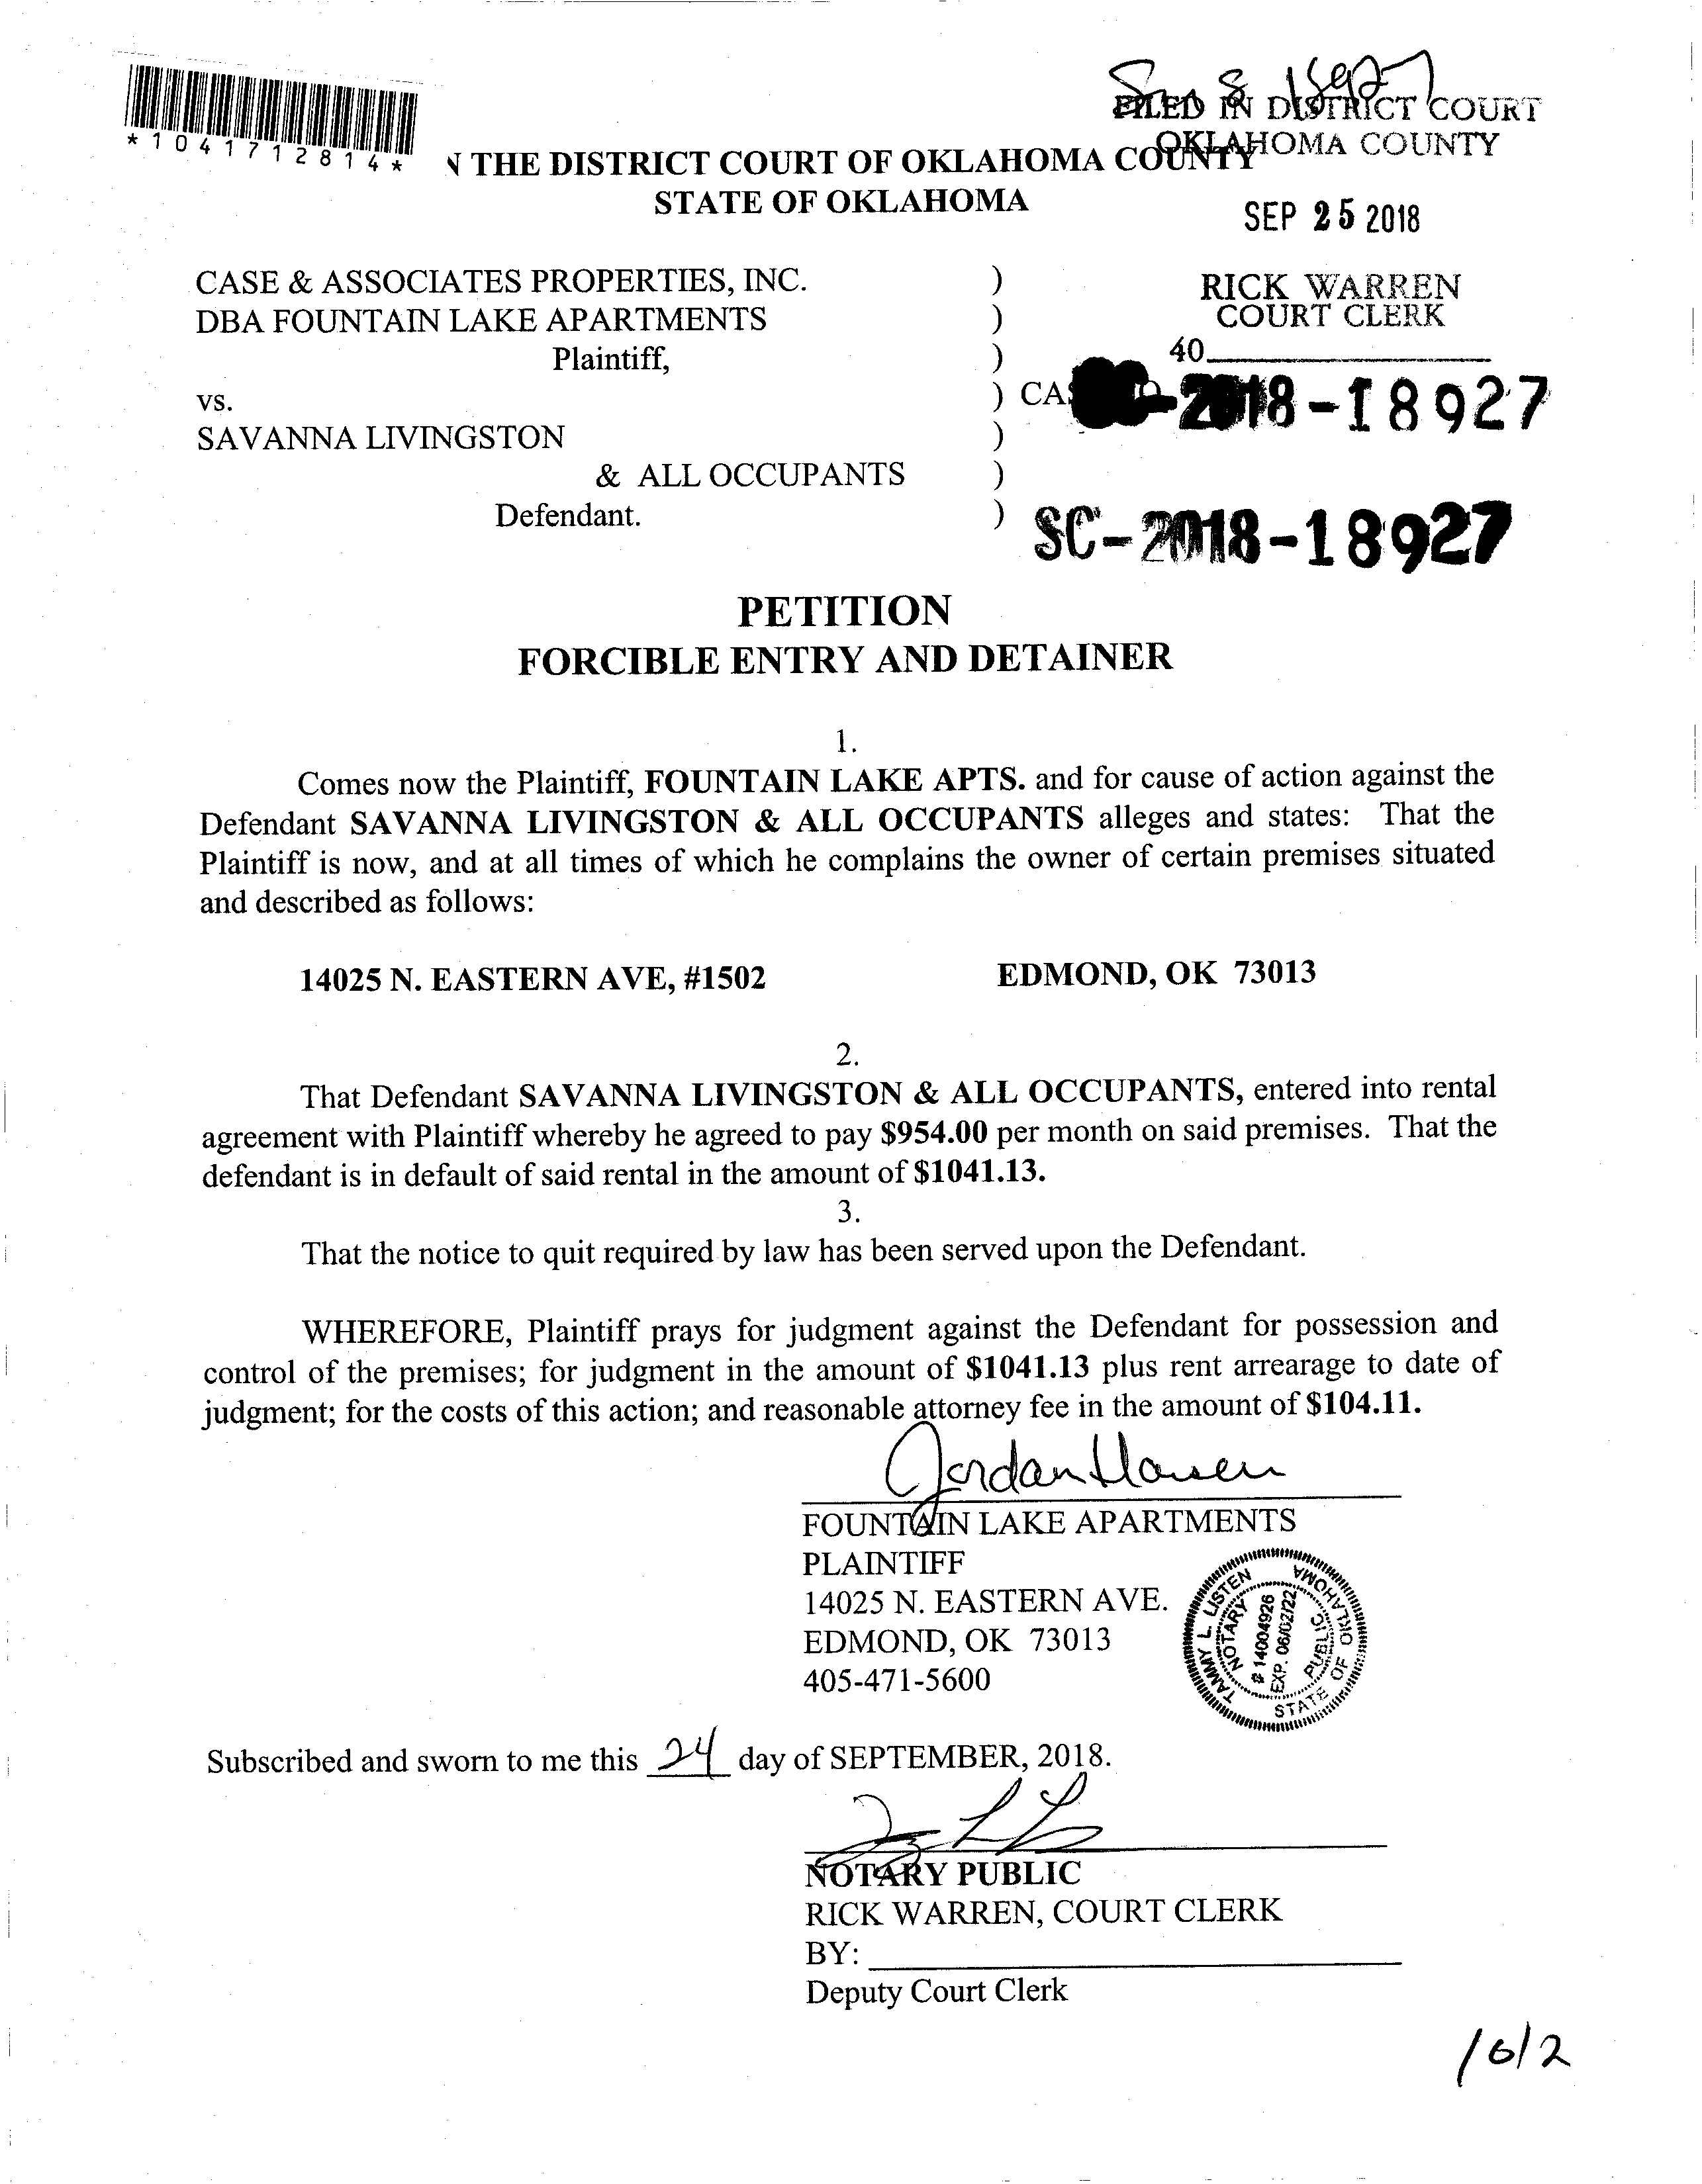 *1041712814*
FILED IN DISTRICT COURT
OKLAHOMA COUNTY
THE DISTRICT COURT OF OKLAHOMA COUNTY
STATE OF OKLAHOMA
SEP 25 2018
CASE & ASSOCIATES PROPERTIES, INC. )
DBA FOUNTAIN LAKE APARTMENTS )
Plaintiff, )
RICK WARREN
COURT CLERK
40
vs. ) CAS
-2018-18927
SAVANNA LIVINGSTON )
& ALL OCCUPANTS )
Defendant. )
SC-2018-18927
PETITION
FORCIBLE ENTRY AND DETAINER
1.
Comes now the Plaintiff, FOUNTAIN LAKE APTS. and for cause of action against the
Defendant SAVANNA LIVINGSTON & ALL OCCUPANTS alleges and states: That the
Plaintiff is now, and at all times of which he complains the owner of certain premises situated
and described as follows:
14025 N. EASTERN AVE, #1502 EDMOND, OK 73013
2.
That Defendant SAVANNA LIVINGSTON & ALL OCCUPANTS, entered into rental
agreement with Plaintiff whereby he agreed to pay $954.00 per month on said premises. That the
defendant is in default of said rental in the amount of $1041.13.
3.
That the notice to quit required by law has been served upon the Defendant.
WHEREFORE, Plaintiff prays for judgment against the Defendant for possession and
control of the premises; for judgment in the amount of $1041.13 plus rent arrearage to date of
judgment; for the costs of this action; and reasonable attorney fee in the amount of $104.11.
Jordan
FOUNTAIN LAKE APARTMENTS
PLAINTIFF
14025 N. EASTERN AVE.
EDMOND, OK 73013
405-471-5600
TAMMY L. LISTEN
NOTARY
# 14004926
EXP. 06/02/22
PUBLIC
STATE OF OKLAHOMA
Subscribed and sworn to me this 24 day of SEPTEMBER, 2018.
NOTARY PUBLIC
RICK WARREN, COURT CLERK
BY:
Deputy Court Clerk